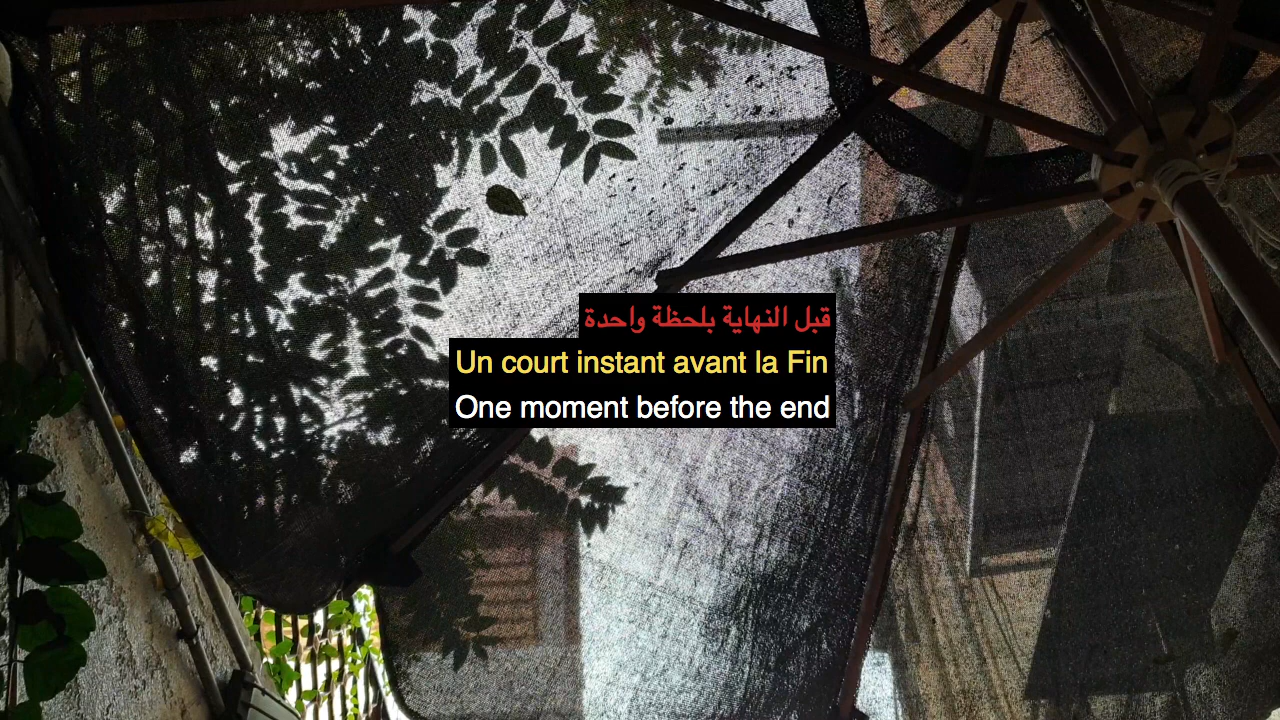 قبل النهاية بلحظة واحدة
Un court instant avant la Fin
One moment before the end